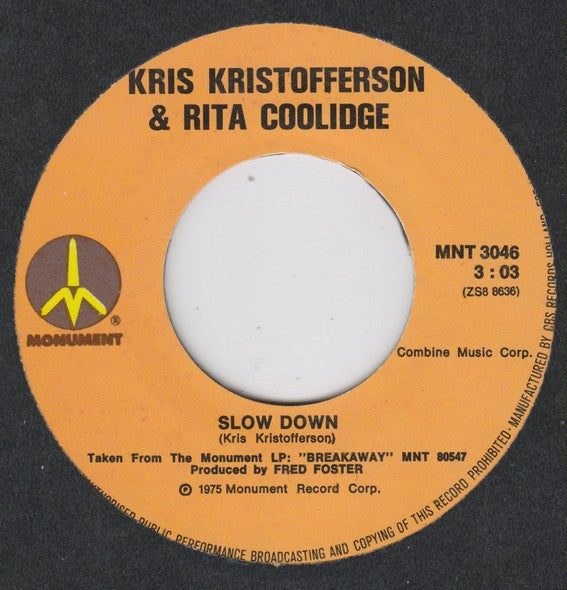 KRIS KRISTOFFERSON
& RITA COOLIDGE
MONUMENT
®
MNT 3046
3 : 03
(ZS8 8636)
Combine Music Corp.
SLOW DOWN
(Kris Kristofferson)
Taken From The Monument LP: "BREAKAWAY" MNT 80547
Produced by FRED FOSTER
℗ 1975 Monument Record Corp.
PUBLIC PERFORMANCE BROADCASTING AND COPYING OF THIS RECORD PROHIBITED· MANUFACTURED BY CBS RECORDS HOLLAND